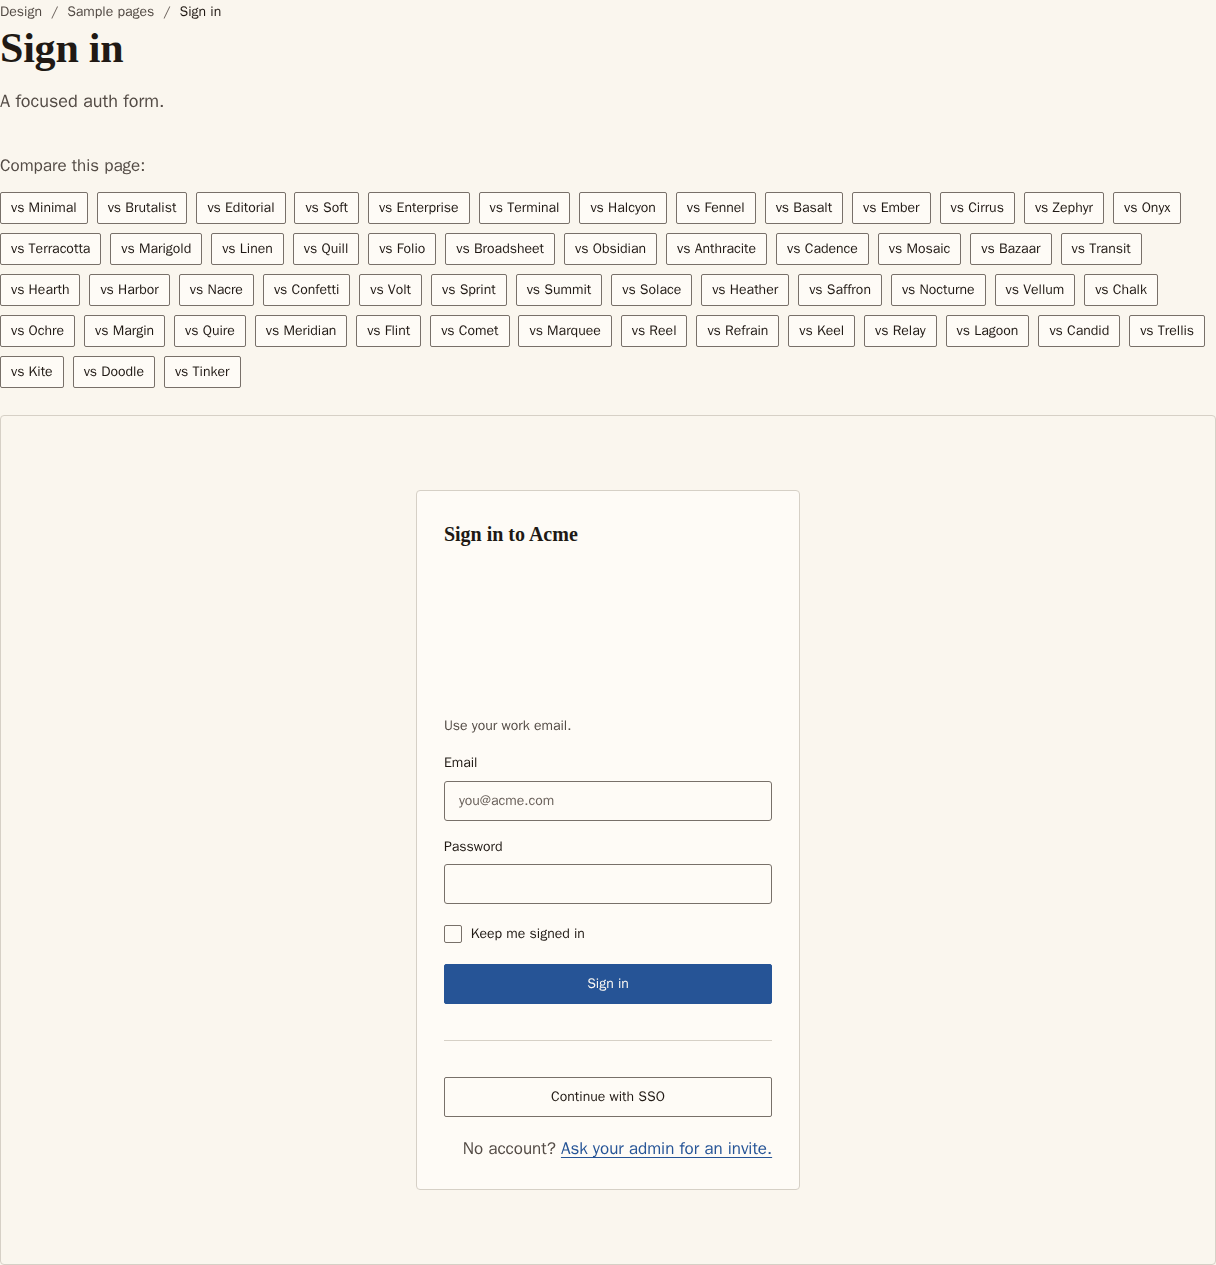 Design / Sample pages / Sign in
Sign in
A focused auth form.
Compare this page:
vs Minimal vs Brutalist vs Editorial vs Soft vs Enterprise vs Terminal vs Halcyon vs Fennel vs Basalt vs Ember vs Cirrus vs Zephyr vs Onyx
vs Terracotta vs Marigold vs Linen vs Quill vs Folio vs Broadsheet vs Obsidian vs Anthracite vs Cadence vs Mosaic vs Bazaar vs Transit
vs Hearth vs Harbor vs Nacre vs Confetti vs Volt vs Sprint vs Summit vs Solace vs Heather vs Saffron vs Nocturne vs Vellum vs Chalk
vs Ochre vs Margin vs Quire vs Meridian vs Flint vs Comet vs Marquee vs Reel vs Refrain vs Keel vs Relay vs Lagoon vs Candid vs Trellis
vs Kite vs Doodle vs Tinker
Sign in to Acme
Use your work email.
Email
you@acme.com
Password
Keep me signed in
Sign in
Continue with SSO
No account? Ask your admin for an invite.